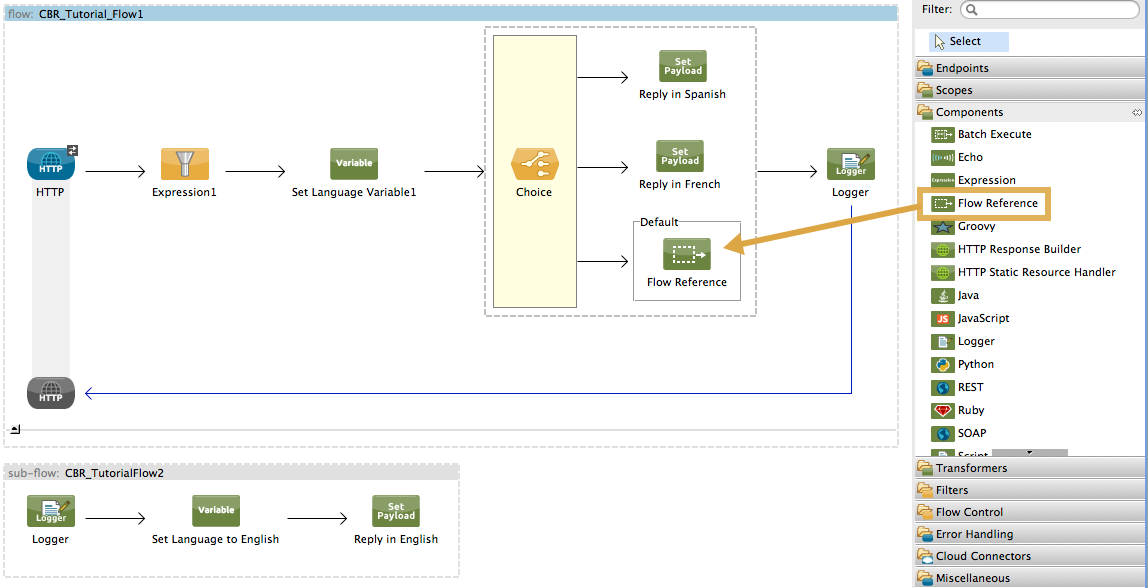 flow: CBR_Tutorial_Flow1
Set
Payload
Reply in Spanish
HTTP
HTTP
Expression1
Variable
Set Language Variable1
Choice
Set
Payload
Reply in French
Default
Flow Reference
Logger
Logger
HTTP
sub-flow: CBR_TutorialFlow2
Logger
Logger
Variable
Set Language to English
Set
Payload
Reply in English
Filter:
Select
Endpoints
Scopes
Components
Batch Execute
Echo
Expression
Expression
Flow Reference
Groovy
HTTP Response Builder
HTTP Static Resource Handler
Java
JS
JavaScript
Logger
Python
REST
Ruby
SOAP
Script
Transformers
Filters
Flow Control
Error Handling
Cloud Connectors
Miscellaneous